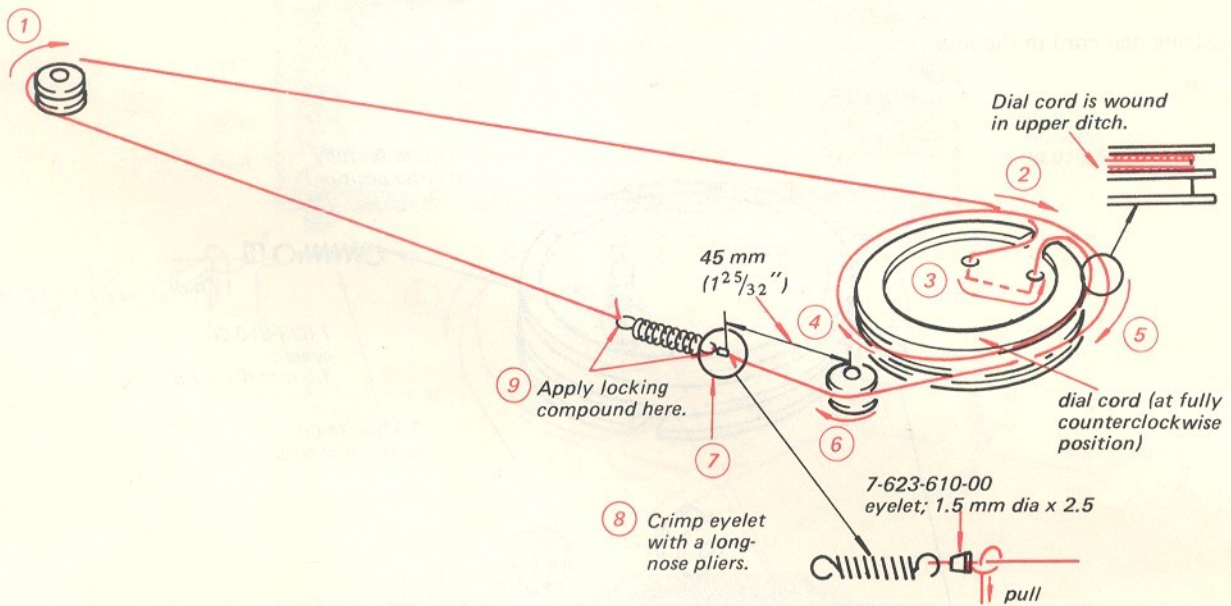 1
2
Dial cord is wound
in upper ditch.
45 mm
(1 25/32")
3
4
5
9 Apply locking
compound here.
6
7
dial cord (at fully
counterclockwise
position)
8 Crimp eyelet
with a long-
nose pliers.
7-623-610-00
eyelet; 1.5 mm dia x 2.5
pull